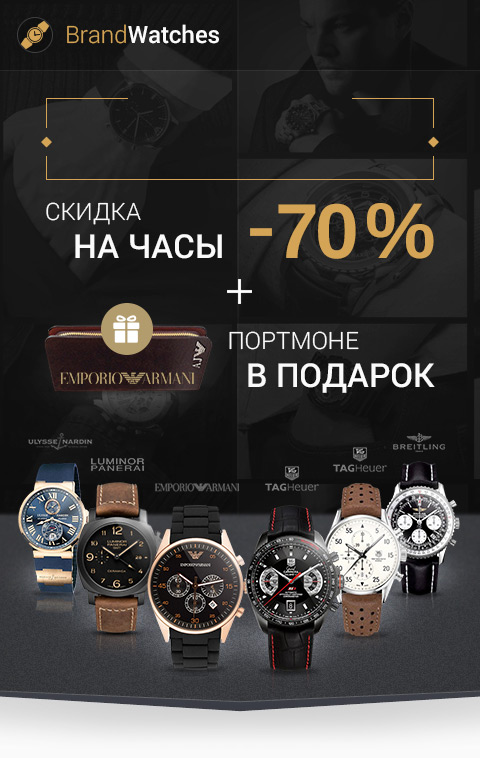 BrandWatches
СКИДКА
НА ЧАСЫ
-70%
+
ПОРТМОНЕ
В ПОДАРОК
EMPORIO ARMANI
ULYSSE NARDIN
LUMINOR
PANERAI
EMPORIO ARMANI
TAGHeuer
TAGHeuer
BREITLING